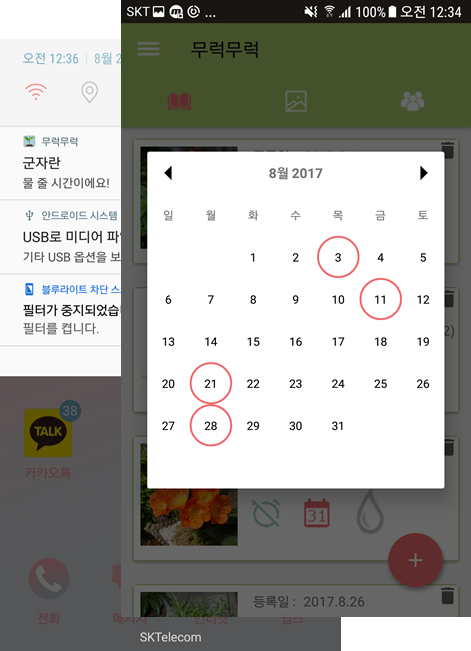 오전 12:36 8월 2
무럭무럭
군자란
물 줄 시간이에요!
안드로이드 시스템
USB로 미디어 파
기타 USB 옵션을 보
블루라이트 차단 스
필터가 중지되었습
필터를 켭니다.
38
TALK
카카오톡
전화
메시지
SKT ... 100% 오전 12:34
무럭무럭
8월 2017
일 월 화 수 목 금 토
1 2 3 4 5
6 7 8 9 10 11 12
13 14 15 16 17 18 19
20 21 22 23 24 25 26
27 28 29 30 31
2)
31
+
등록일 : 2017.8.26
SKTelecom